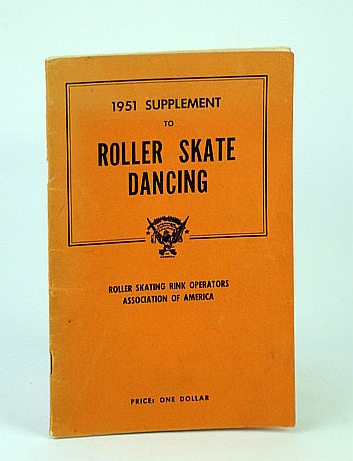 1951 SUPPLEMENT
TO
ROLLER SKATE
DANCING
ROLLER SKATING RINK OPERATORS
ASSOCIATION OF AMERICA
PRICE: ONE DOLLAR